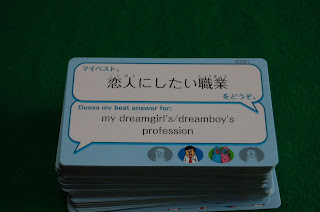 マイベスト、
恋人にしたい職業
をどうぞ。
Guess my best answer for:
my dreamgirl's/dreamboy's
profession